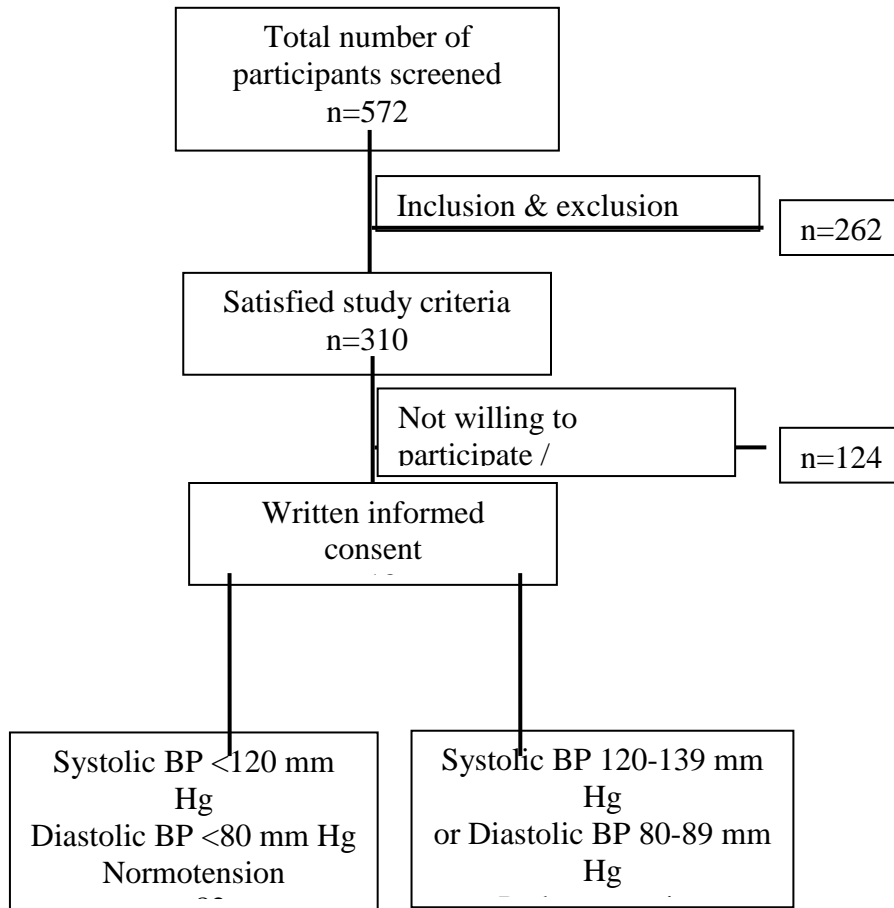 Total number of
participants screened
n=572
Inclusion & exclusion
n=262
Satisfied study criteria
n=310
Not willing to
participate /
n=124
Written informed
consent
Systolic BP <120 mm
Hg
Diastolic BP <80 mm Hg
Normotension
Systolic BP 120-139 mm
Hg
or Diastolic BP 80-89 mm
Hg